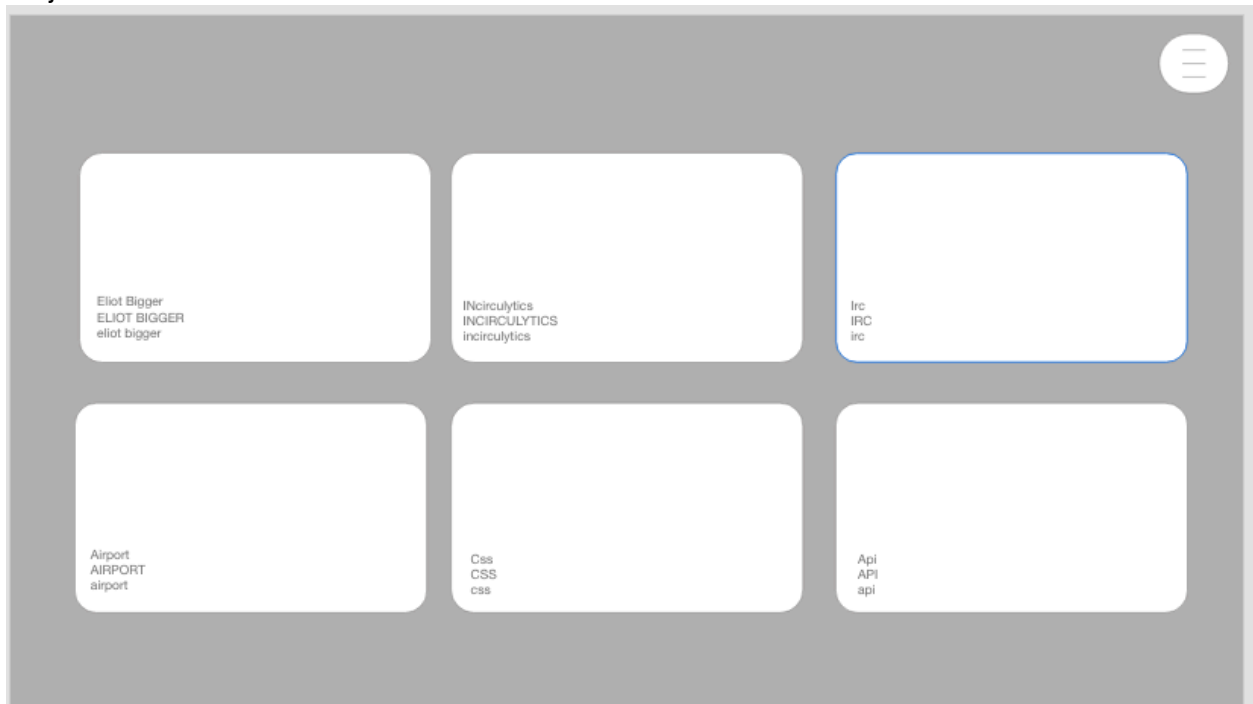 Eliot Bigger
ELIOT BIGGER
eliot bigger
INcirculytics
INCIRCULYTICS
incirculytics
Irc
IRC
irc
Airport
AIRPORT
airport
Css
CSS
css
Api
API
api